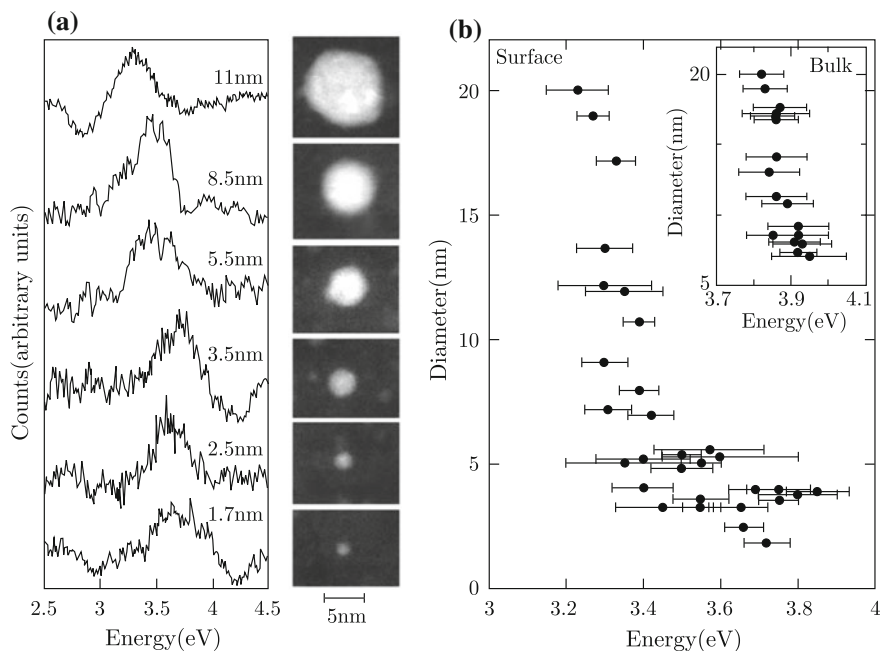 (a)
Counts(arbitrary units)
11nm
8.5nm
5.5nm
3.5nm
2.5nm
1.7nm
2.5 3 3.5 4 4.5
Energy(eV)
5nm
(b)
Surface
Diameter(nm)
20
15
10
5
0
3 3.2 3.4 3.6 3.8 4
Energy(eV)
Bulk
Diameter(nm)
20
5
3.7 3.9 4.1
Energy(eV)